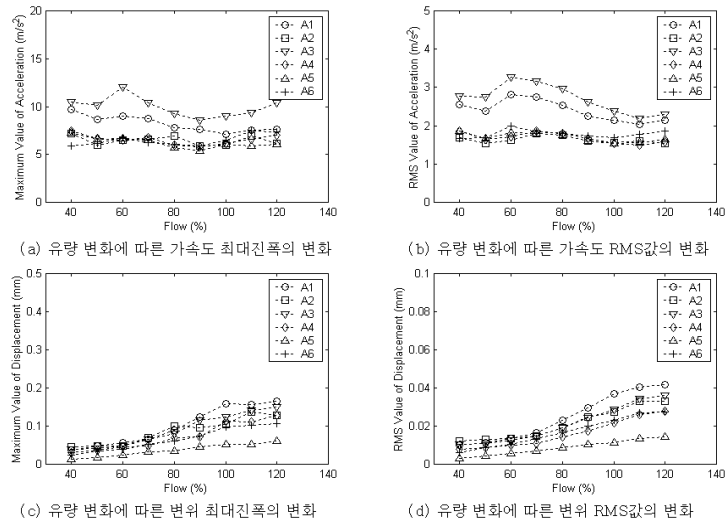 20
15
10
5
0
Maximum Value of Acceleration (m/s²)
40 60 80 100 120 140
Flow (%)
A1
A2
A3
A4
A5
A6
(a) 유량 변화에 따른 가속도 최대진폭의 변화
5
4
3
2
1
0
RMS Value of Acceleration (m/s²)
40 60 80 100 120 140
Flow (%)
A1
A2
A3
A4
A5
A6
(b) 유량 변화에 따른 가속도 RMS값의 변화
0.5
0.4
0.3
0.2
0.1
0
Maximum Value of Displacement (mm)
40 60 80 100 120 140
Flow (%)
A1
A2
A3
A4
A5
A6
(c) 유량 변화에 따른 변위 최대진폭의 변화
0.1
0.08
0.06
0.04
0.02
0
RMS Value of Displacement (mm)
40 60 80 100 120 140
Flow (%)
A1
A2
A3
A4
A5
A6
(d) 유량 변화에 따른 변위 RMS값의 변화